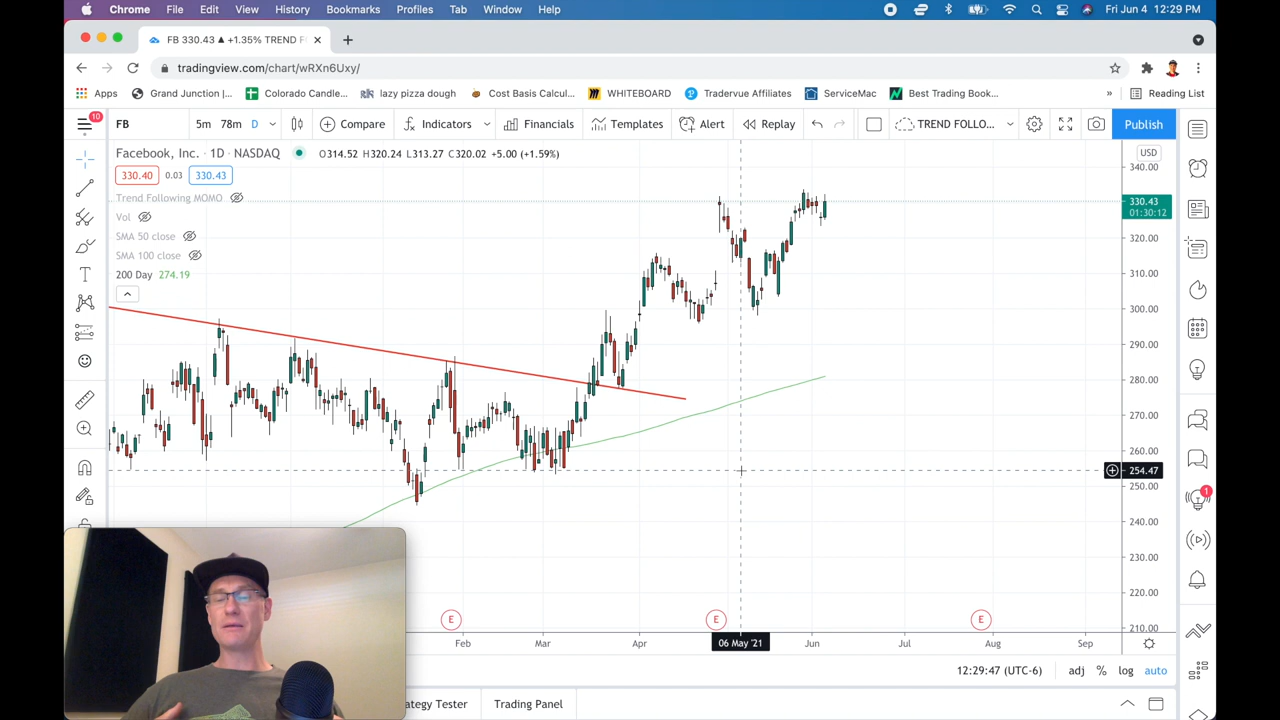 Chrome File Edit View History Bookmarks Profiles Tab Window Help Fri Jun 4 12:29 PM
FB 330.43 ▲ +1.35% TREND F
tradingview.com/chart/wRXn6Uxy/
Apps Grand Junction |... Colorado Candle... lazy pizza dough Cost Basis Calcul... WHITEBOARD Tradervue Affiliates ServiceMac Best Trading Book... » Reading List
10
FB 5m 78m D Compare Indicators Financials Templates Alert Replay TREND FOLLO... Publish
Facebook, Inc. · 1D · NASDAQ O314.52 H320.24 L313.27 C320.02 +5.00 (+1.59%)
USD
340.00
330.40 0.03 330.43
Trend Following MOMO
330.43
01:30:12
Vol
SMA 50 close
320.00
SMA 100 close
200 Day 274.19
310.00
300.00
290.00
280.00
270.00
260.00
254.47
250.00
1
240.00
230.00
220.00
E E E
210.00
Feb Mar Apr 06 May '21 Jun Jul Aug Sep
12:29:47 (UTC-6) adj % log auto
ategy Tester Trading Panel